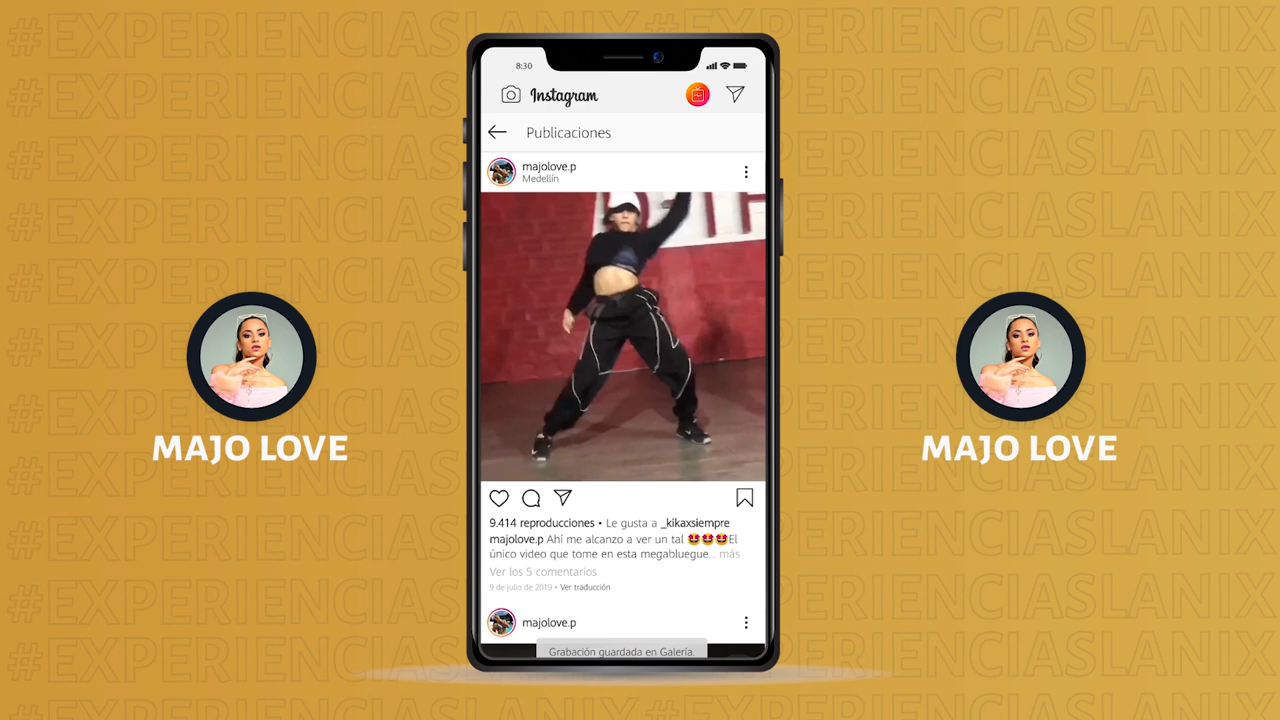 #EXPERIENCIASLANIX #EXPERIENCIASLANIX
8:30
Instagram
Publicaciones
majolove.p
Medellín
MAJO LOVE
MAJO LOVE
9.414 reproducciones • Le gusta a _kikaxsiempre
majolove.p Ahí me alcanzo a ver un tal 🤩🤩🤩El
único video que tome en esta megabluegue... más
Ver los 5 comentarios
9 de julio de 2019 • Ver traducción
majolove.p
Grabación guardada en Galería.